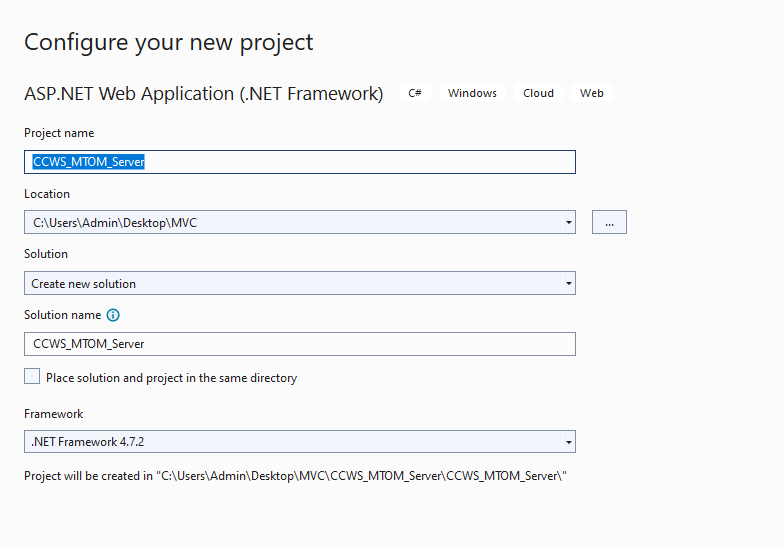 Configure your new project
ASP.NET Web Application (.NET Framework) C# Windows Cloud Web
Project name
CCWS_MTOM_Server
Location
C:\Users\Admin\Desktop\MVC
...
Solution
Create new solution
Solution name
CCWS_MTOM_Server
Place solution and project in the same directory
Framework
.NET Framework 4.7.2
Project will be created in "C:\Users\Admin\Desktop\MVC\CCWS_MTOM_Server\CCWS_MTOM_Server\"